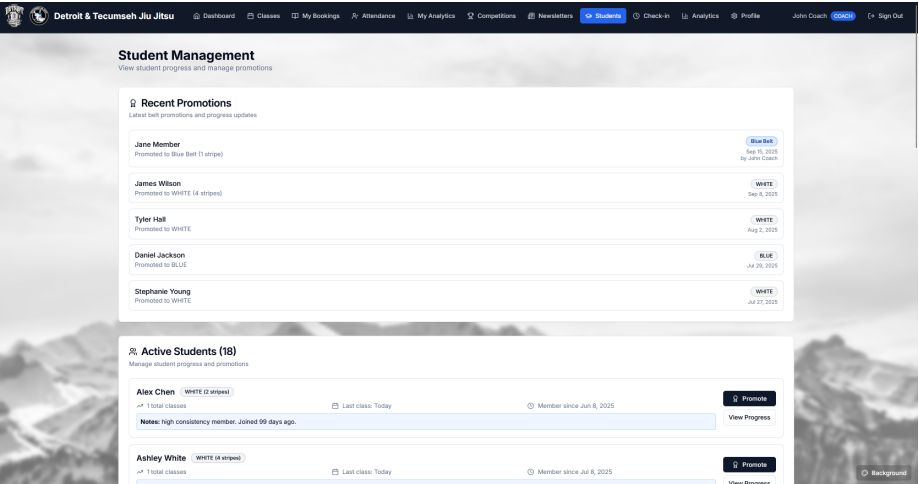 Detroit & Tecumseh Jiu Jitsu
Dashboard
Classes
My Bookings
Attendance
My Analytics
Competitions
Newsletters
Students
Check-in
Analytics
Profile
John Coach COACH
Sign Out
Student Management
View student progress and manage promotions
Recent Promotions
Latest belt promotions and progress updates
Jane Member
Promoted to Blue Belt (1 stripe)
Blue Belt
Sep 15, 2025
by John Coach
James Wilson
Promoted to WHITE (4 stripes)
WHITE
Sep 8, 2025
Tyler Hall
Promoted to WHITE
WHITE
Aug 2, 2025
Daniel Jackson
Promoted to BLUE
BLUE
Jul 29, 2025
Stephanie Young
Promoted to WHITE
WHITE
Jul 27, 2025
Active Students (18)
Manage student progress and promotions
Alex Chen WHITE (2 stripes)
1 total classes
Last class: Today
Member since Jun 8, 2025
Notes: high consistency member. Joined 99 days ago.
Promote
View Progress
Ashley White WHITE (4 stripes)
1 total classes
Last class: Today
Member since Jul 8, 2025
Promote
View Progress
Background